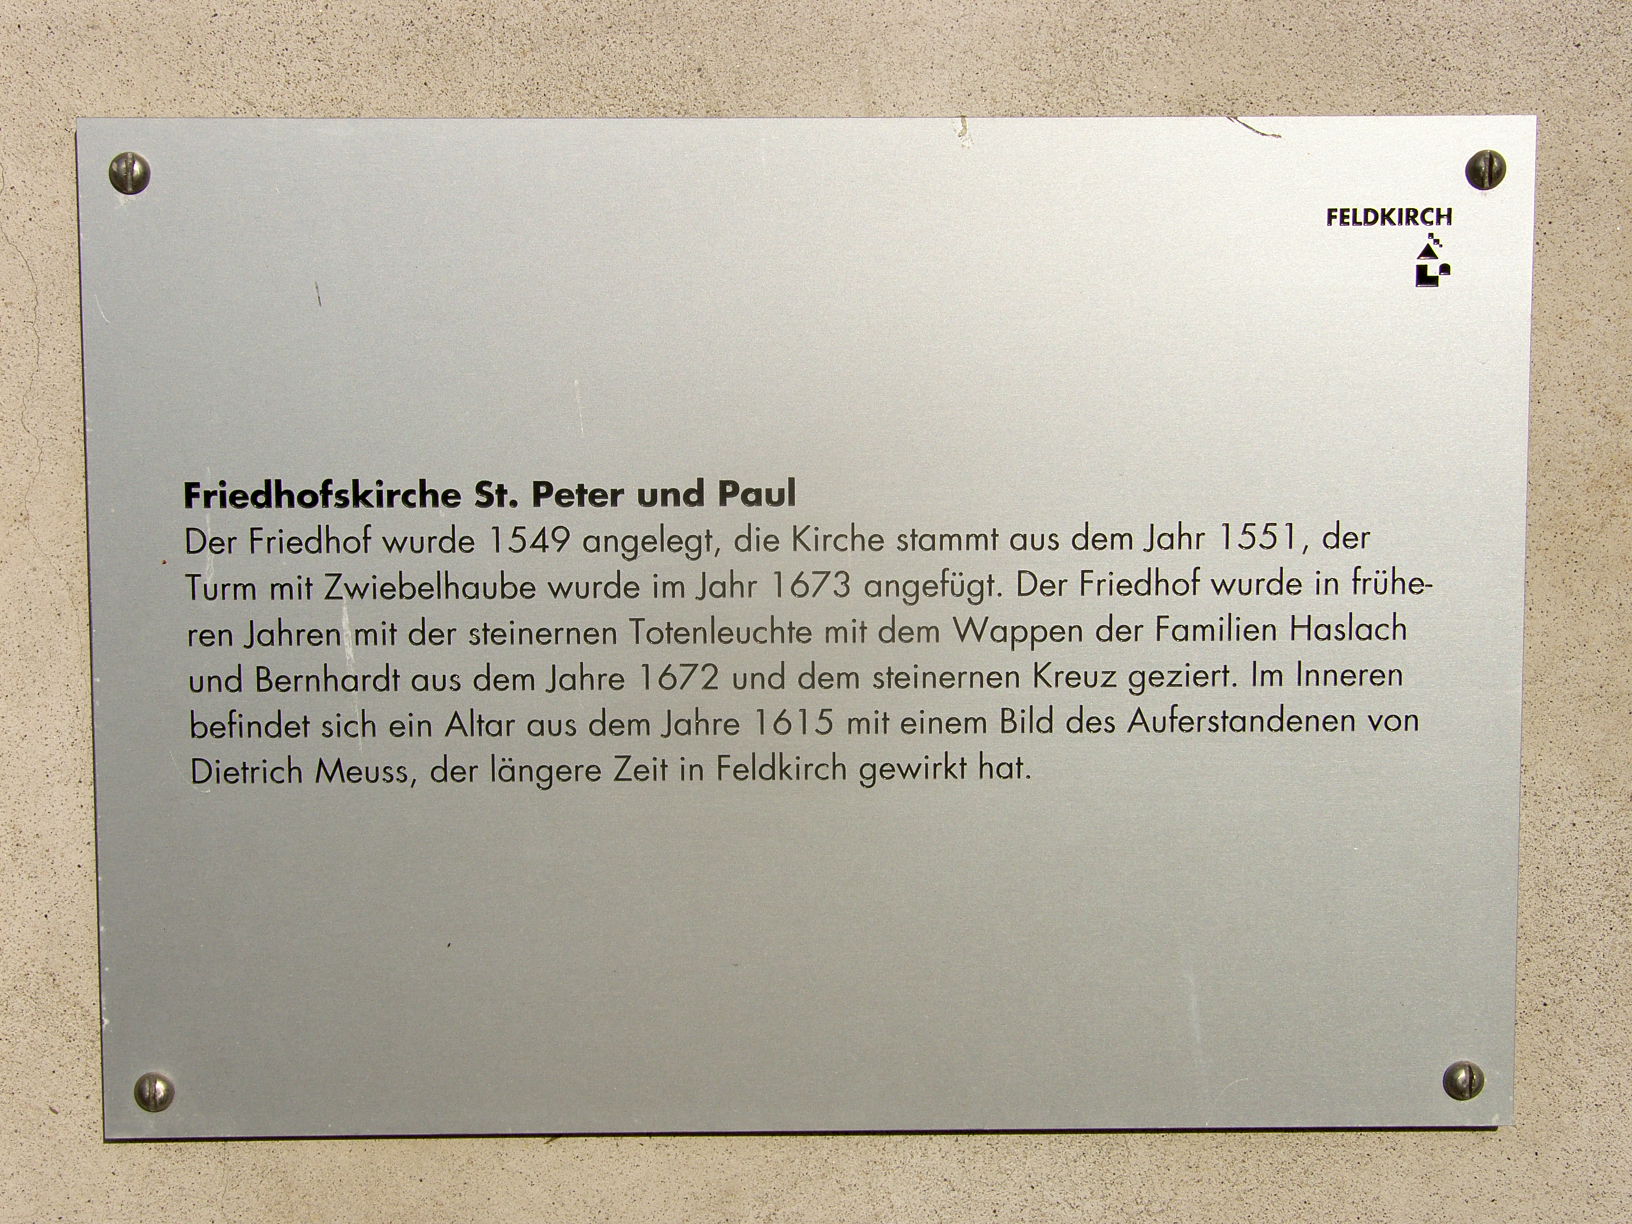 FELDKIRCH
Friedhofskirche St. Peter und Paul
Der Friedhof wurde 1549 angelegt, die Kirche stammt aus dem Jahr 1551, der
Turm mit Zwiebelhaube wurde im Jahr 1673 angefügt. Der Friedhof wurde in frühe-
ren Jahren mit der steinernen Totenleuchte mit dem Wappen der Familien Haslach
und Bernhardt aus dem Jahre 1672 und dem steinernen Kreuz geziert. Im Inneren
befindet sich ein Altar aus dem Jahre 1615 mit einem Bild des Auferstandenen von
Dietrich Meuss, der längere Zeit in Feldkirch gewirkt hat.